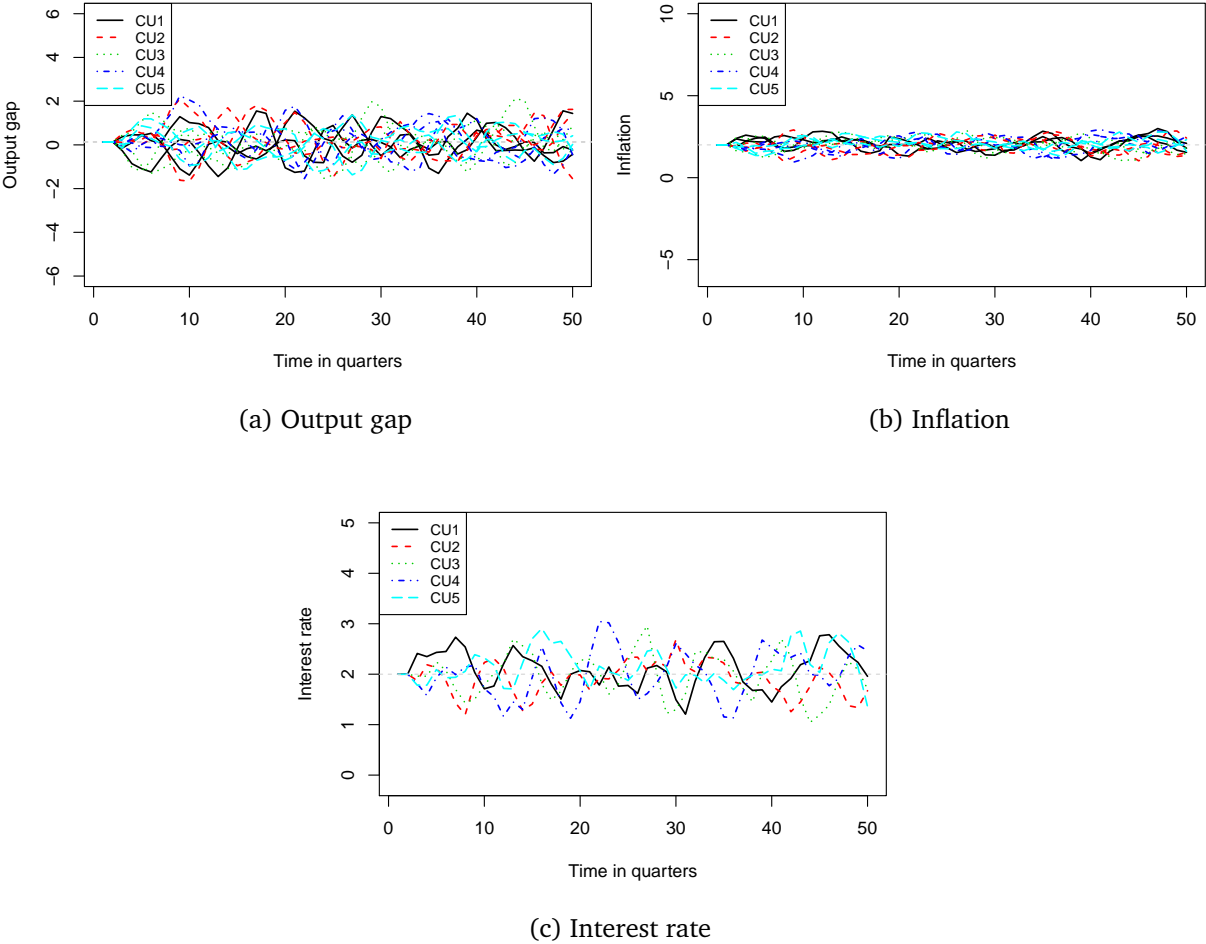 Output gap
6
4
2
0
−2
−4
−6
CU1
CU2
CU3
CU4
CU5
0 10 20 30 40 50
Time in quarters
(a) Output gap
Inflation
10
5
0
−5
CU1
CU2
CU3
CU4
CU5
0 10 20 30 40 50
Time in quarters
(b) Inflation
Interest rate
5
4
3
2
1
0
CU1
CU2
CU3
CU4
CU5
0 10 20 30 40 50
Time in quarters
(c) Interest rate